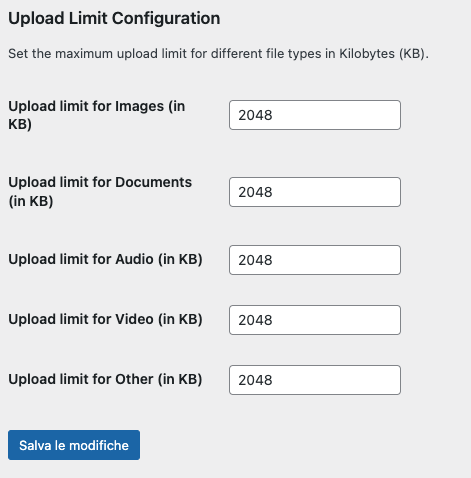 Upload Limit Configuration
Set the maximum upload limit for different file types in Kilobytes (KB).
Upload limit for Images (in
KB)
2048
Upload limit for Documents
(in KB)
2048
Upload limit for Audio (in KB)
2048
Upload limit for Video (in KB)
2048
Upload limit for Other (in KB)
2048
Salva le modifiche